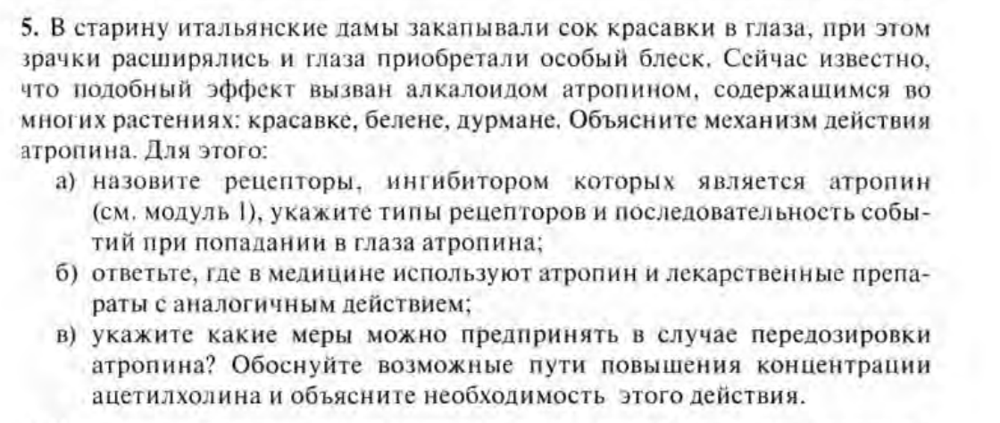 5. В старину итальянские дамы закапывали сок красавки в глаза, при этом
зрачки расширялись и глаза приобретали особый блеск. Сейчас известно,
что подобный эффект вызван алкалоидом атропином, содержащимся во
многих растениях: красавке, белене, дурмане. Объясните механизм действия
атропина. Для этого:
а) назовите рецепторы, ингибитором которых является атропин
(см. модуль 1), укажите типы рецепторов и последовательность собы-
тий при попадании в глаза атропина;
б) ответьте, где в медицине используют атропин и лекарственные препа-
раты с аналогичным действием;
в) укажите какие меры можно предпринять в случае передозировки
атропина? Обоснуйте возможные пути повышения концентрации
ацетилхолина и объясните необходимость этого действия.